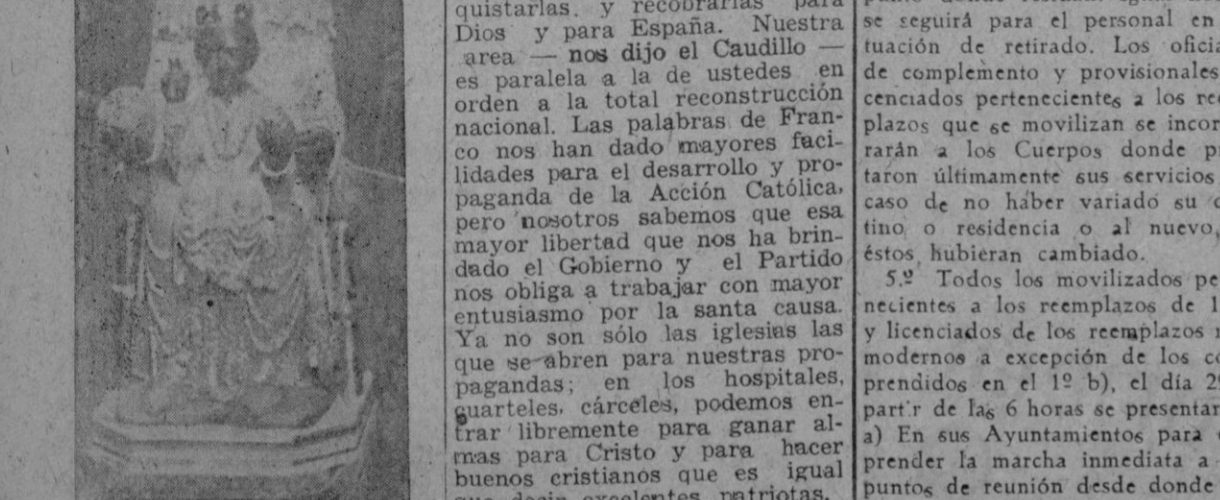 quistarlas, y recobrarlas para
Dios y para España. Nuestra
area — nos dijo el Caudillo —
es paralela a la de ustedes en
orden a la total reconstrucción
nacional. Las palabras de Fran-
co nos han dado mayores faci-
lidades para el desarrollo y pro-
paganda de la Acción Católica,
pero nosotros sabemos que esa
mayor libertad que nos ha brin-
dado el Gobierno y el Partido
nos obliga a trabajar con mayor
entusiasmo por la santa causa.
Ya no son sólo las iglesias las
que se abren para nuestras pro-
pagandas; en los hospitales,
cuarteles, cárceles, podemos en-
trar libremente para ganar al-
mas para Cristo y para hacer
buenos cristianos que es igual
que decir excelentes patriotas.
se seguirá para el personal en
tuación de retirado. Los oficia
de complemento y provisionales
cenciados pertenecientes a los re
plazos que se movilizan se incor
rarán a los Cuerpos donde p
taron últimamente sus servicios
caso de no haber variado su
tino o residencia o al nuevo,
éstos hubieran cambiado.
5.º Todos los movilizados pe
necientes a los reemplazos de 1
y licenciados de los reemplazos
modernos a excepción de los co
prendidos en el 1º b), el día 2
part'r de las 6 horas se presentar
a) En sus Ayuntamientos para
prender la marcha inmediata a
puntos de reunión desde donde